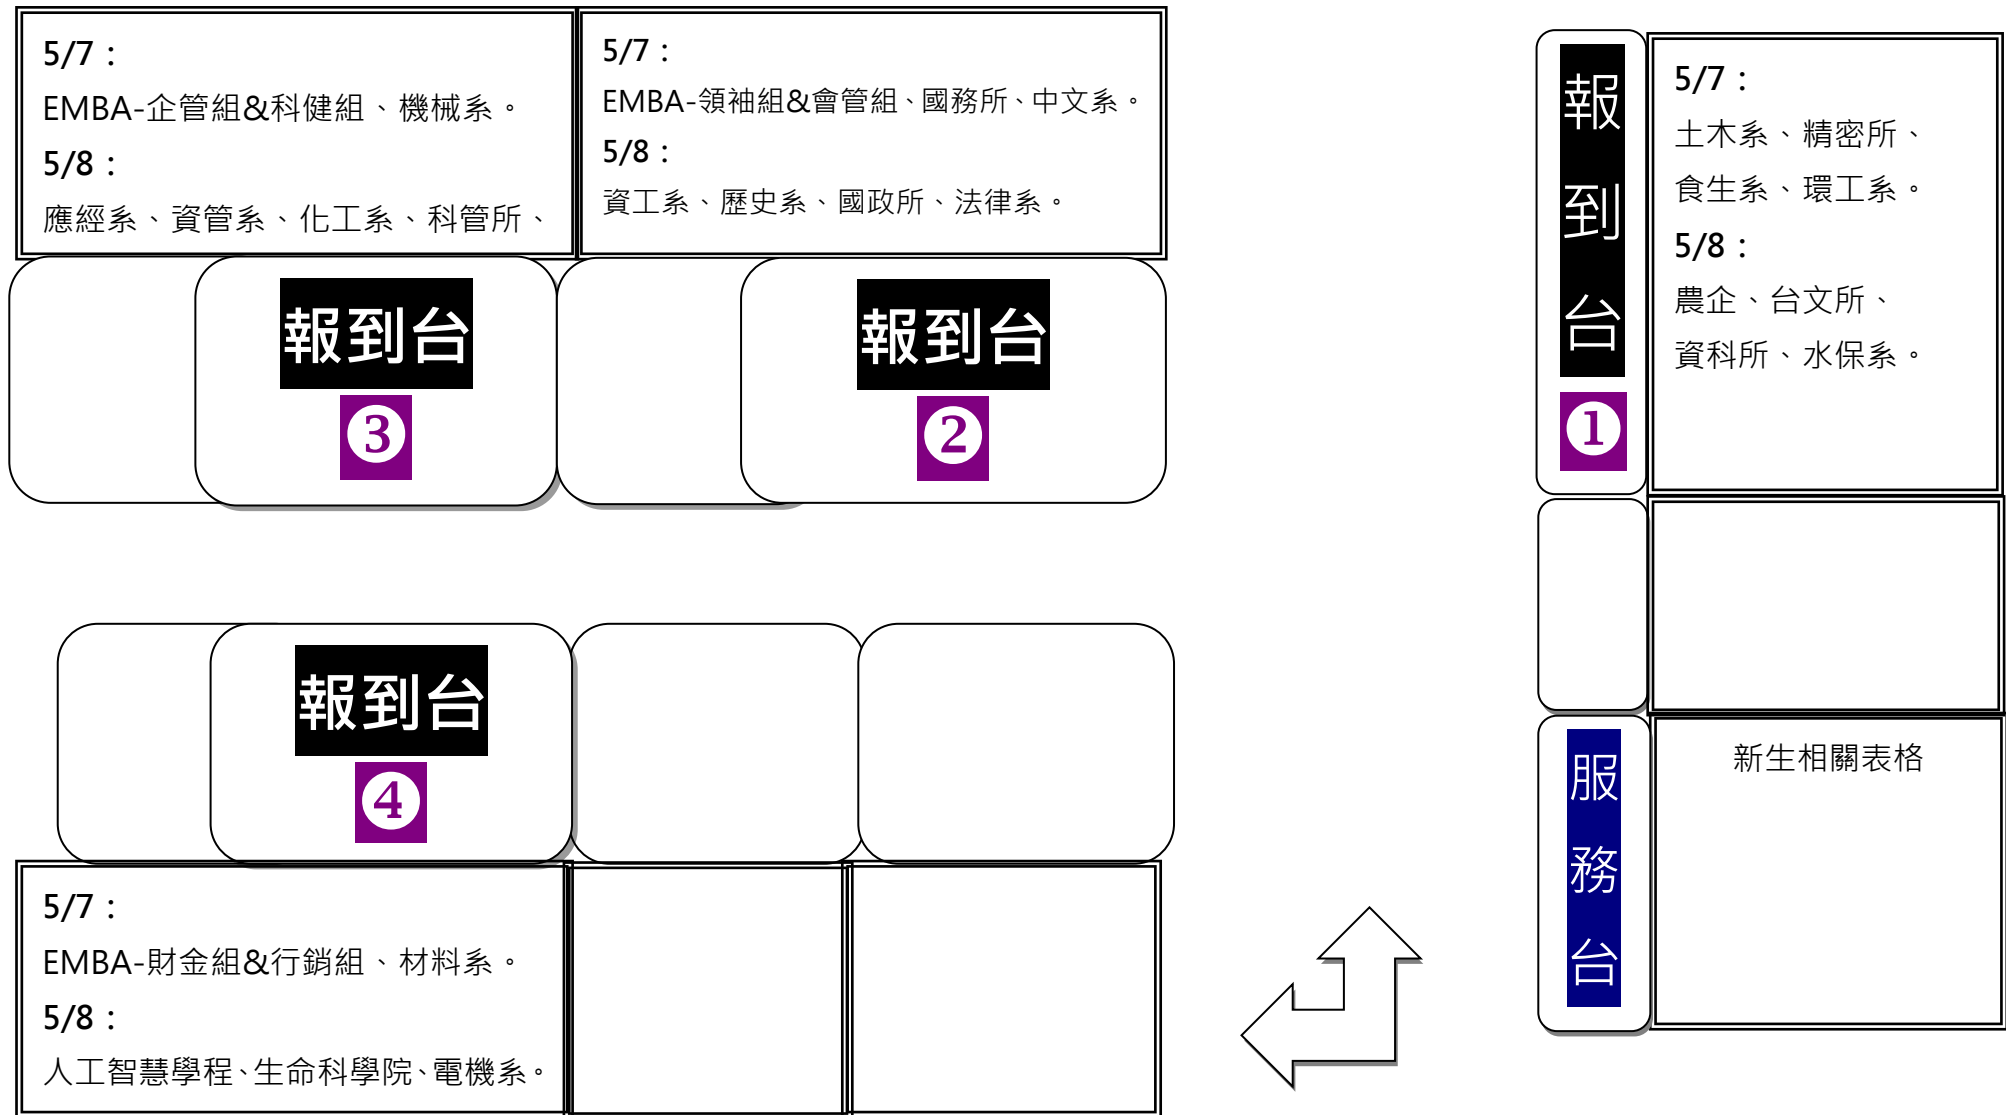 5/7：
EMBA-企管組&科健組、機械系。
5/8：
應經系、資管系、化工系、科管所、
報到台
❸
5/7：
EMBA-領袖組&會管組、國務所、中文系。
5/8：
資工系、歷史系、國政所、法律系。
報到台
❷
報到台
❶
5/7：
土木系、精密所、
食生系、環工系。
5/8：
農企、台文所、
資科所、水保系。
報到台
❹
5/7：
EMBA-財金組&行銷組、材料系。
5/8：
人工智慧學程、生命科學院、電機系。
服務台
新生相關表格